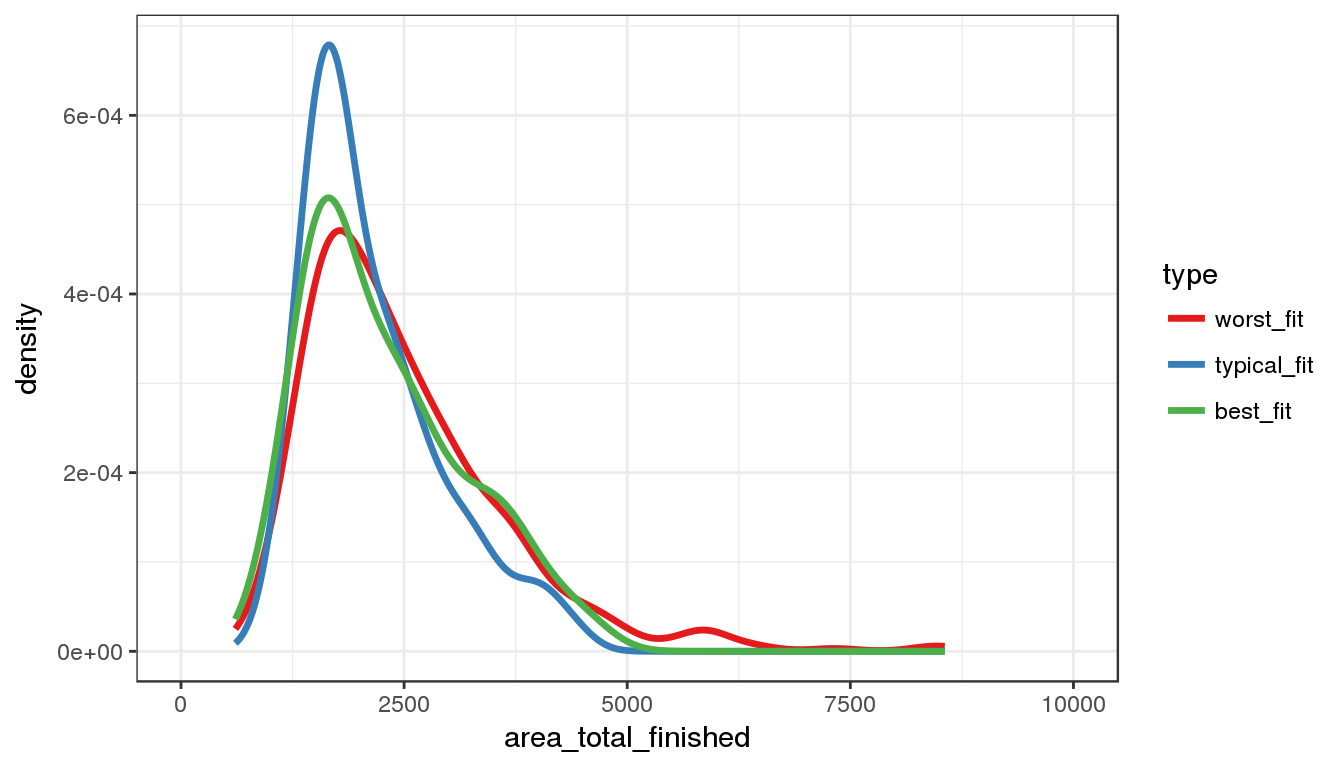 6e-04
4e-04
2e-04
0e+00
density
0 2500 5000 7500 10000
area_total_finished
type
worst_fit
typical_fit
best_fit